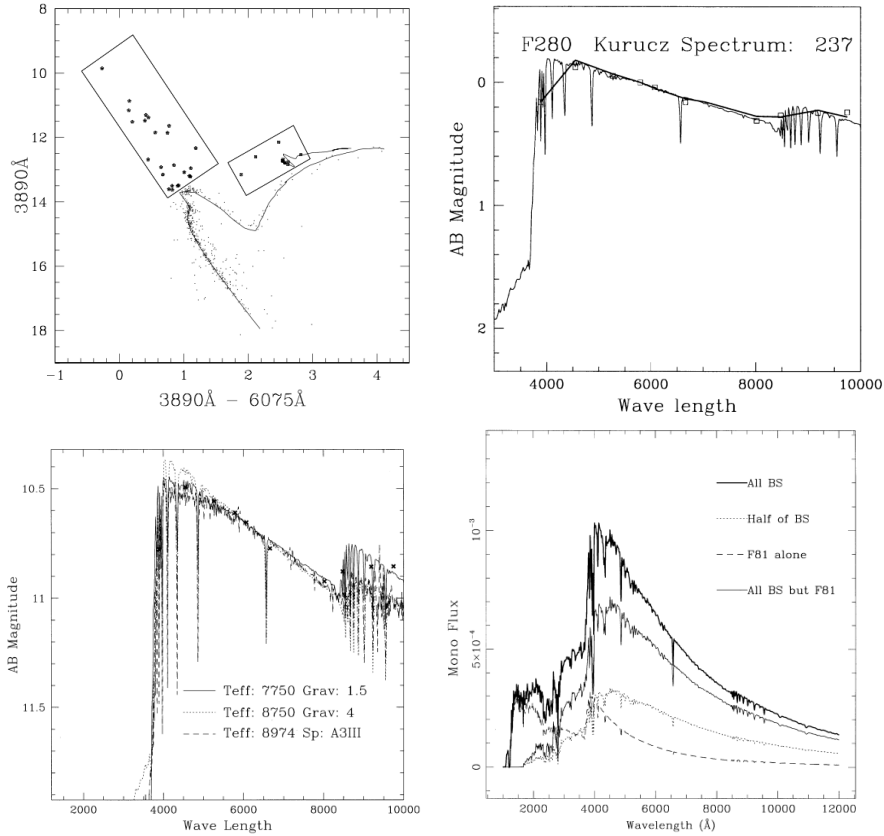 8
10
12
14
16
18
3890Å
−1
0
1
2
3
4
3890Å − 6075Å
F280 Kurucz Spectrum: 237
0
1
2
AB Magnitude
4000
6000
8000
10000
Wave length
10.5
11
11.5
AB Magnitude
Teff: 7750 Grav: 1.5
Teff: 8750 Grav: 4
Teff: 8974 Sp: A3III
2000
4000
6000
8000
10000
Wave Length
All BS
Half of BS
F81 alone
All BS but F81
10⁻³
5×10⁻⁴
0
Mono Flux
2000
4000
6000
8000
10000
12000
Wavelength (Å)